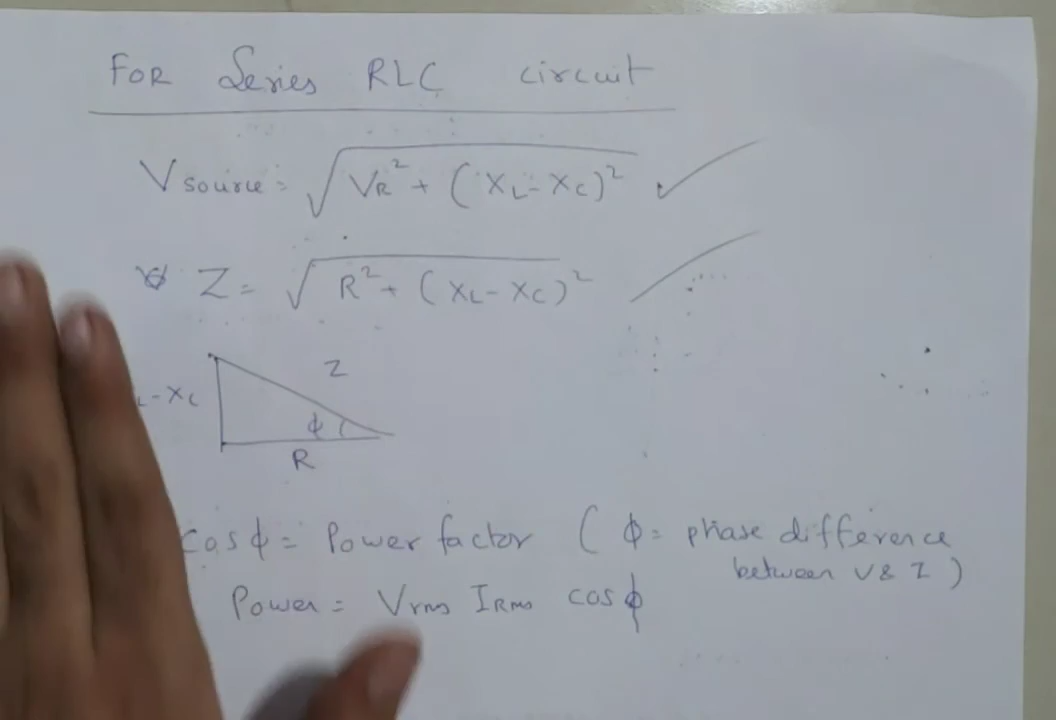 FOR Series RLC circuit
V source = √(VR² + (XL - XC)²)
Z = √(R² + (XL - XC)²)
Z
L - XC
ϕ
R
cos ϕ = Power factor ( ϕ = phase difference
between V & I )
Power = Vrms IRms cos ϕ